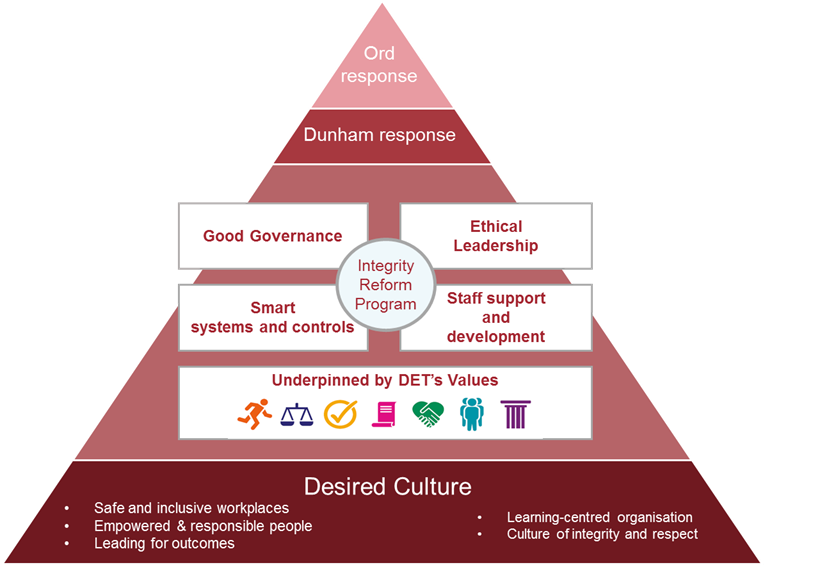 Ord
response
Dunham response
Good Governance
Ethical
Leadership
Integrity
Reform
Program
Smart
systems and controls
Staff support
and
development
Underpinned by DET's Values
Desired Culture
• Safe and inclusive workplaces
• Empowered & responsible people
• Leading for outcomes
• Learning-centred organisation
• Culture of integrity and respect